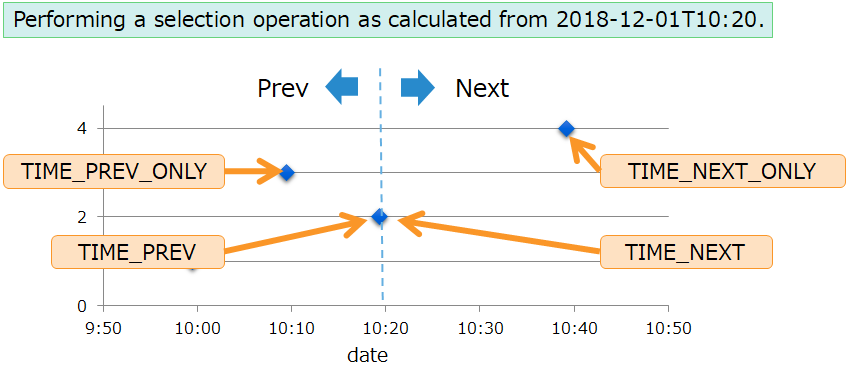 Performing a selection operation as calculated from 2018-12-01T10:20.
Prev
Next
4
TIME_PREV_ONLY
TIME_NEXT_ONLY
2
TIME_PREV
TIME_NEXT
0
9:50 10:00 10:10 10:20 10:30 10:40 10:50
date